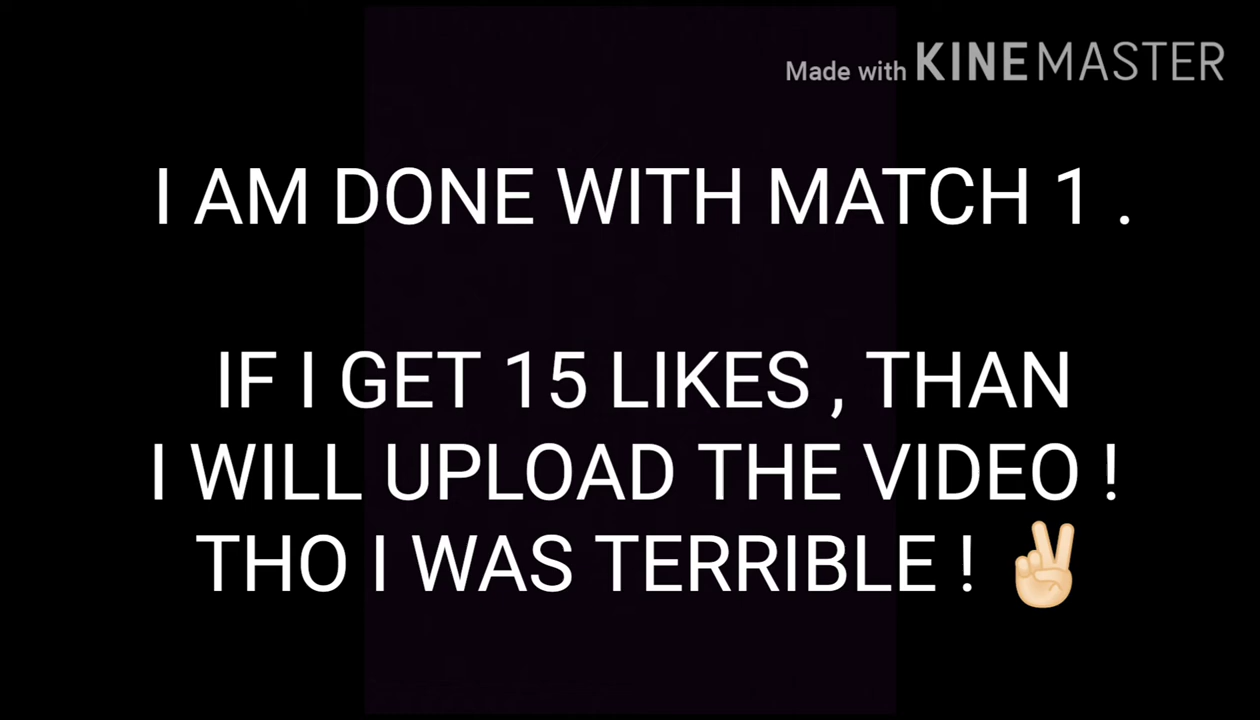 Made with KINEMASTER
I AM DONE WITH MATCH 1 .
IF I GET 15 LIKES , THAN
I WILL UPLOAD THE VIDEO !
THO I WAS TERRIBLE ! ✌🏻